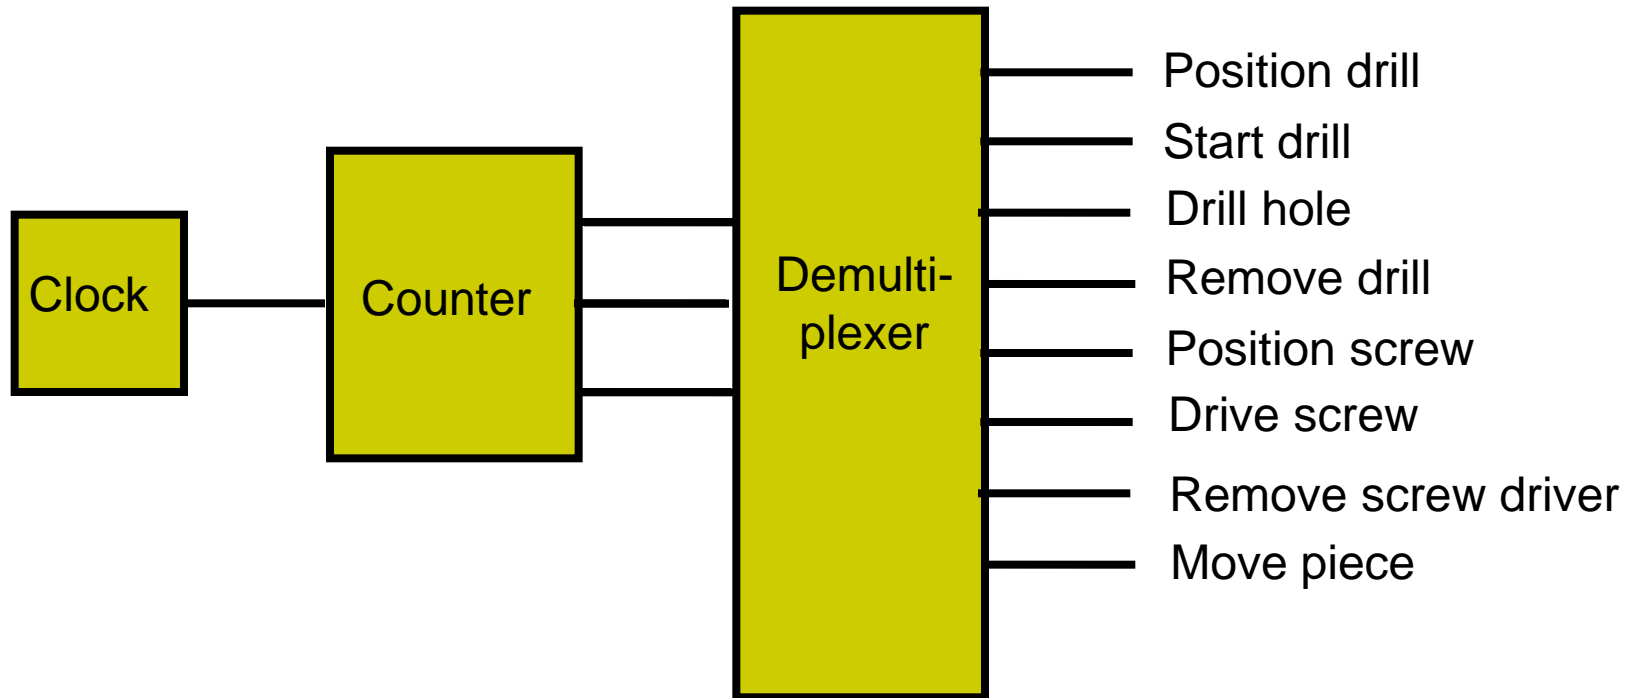 Clock
Counter
Demulti-
plexer
Position drill
Start drill
Drill hole
Remove drill
Position screw
Drive screw
Remove screw driver
Move piece